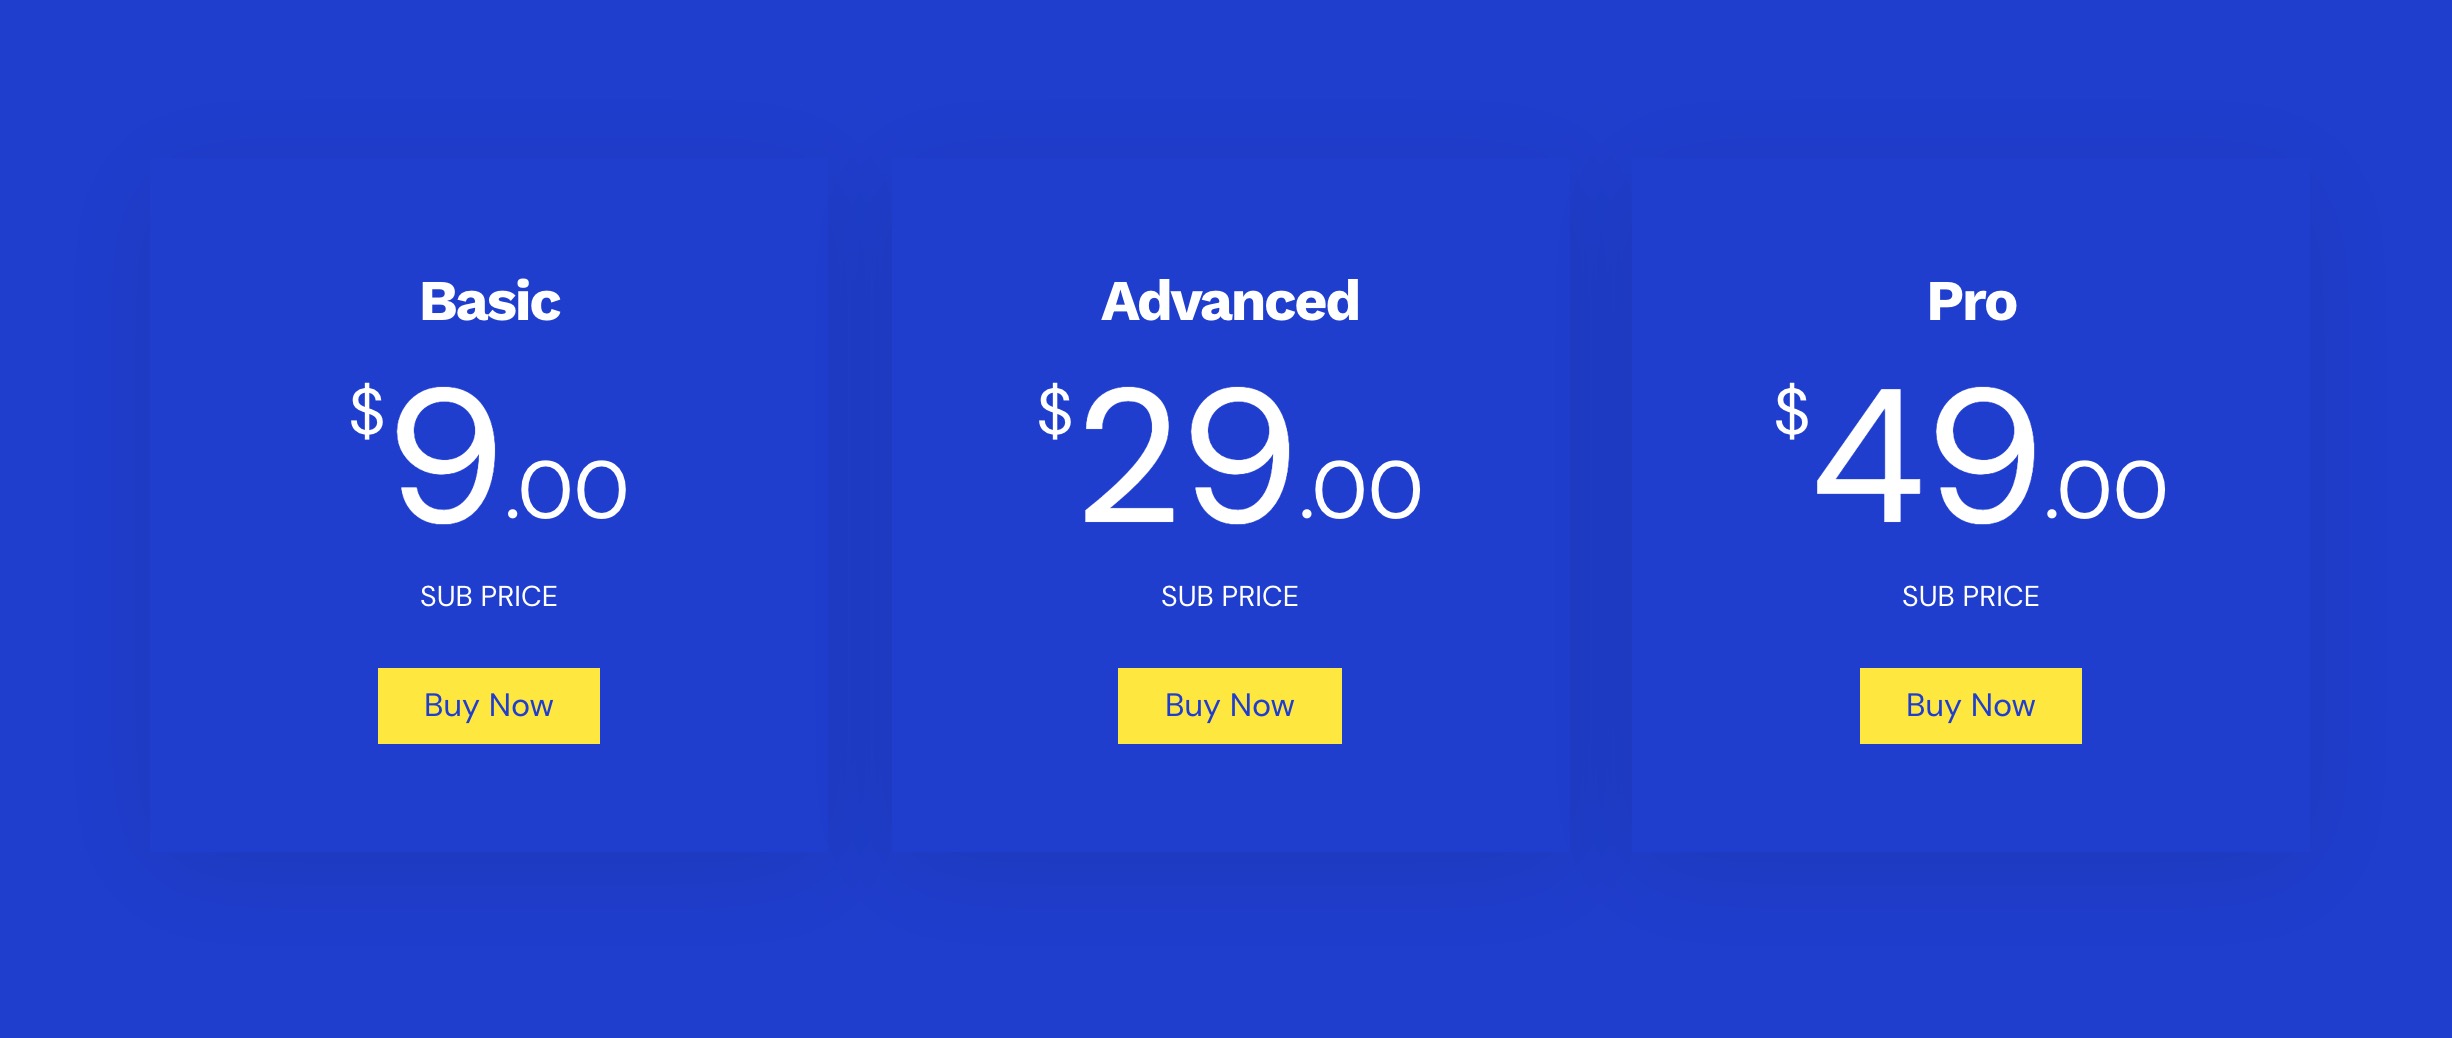 Basic
$9.00
SUB PRICE
Buy Now
Advanced
$29.00
SUB PRICE
Buy Now
Pro
$49.00
SUB PRICE
Buy Now